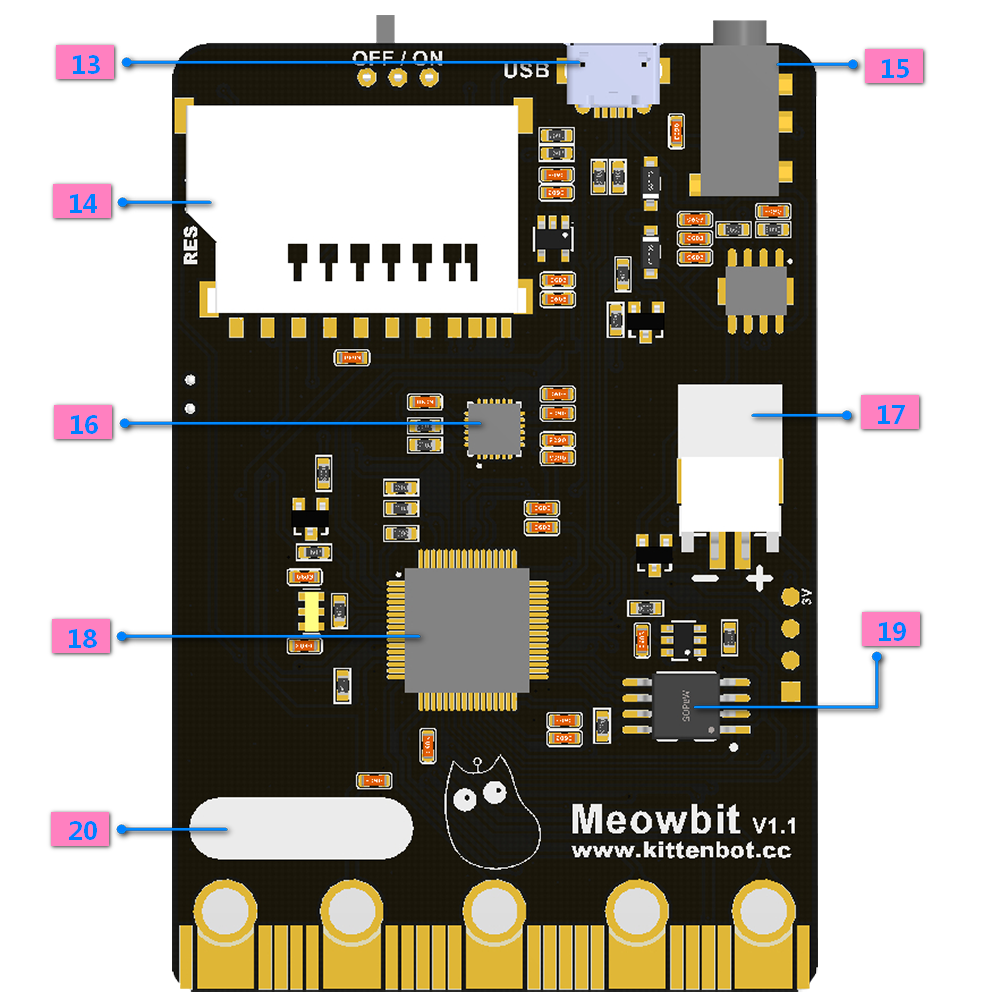 OFF / ON
13
USB
15
14
RES
16
17
- +
3V
18
19
20
Meowbit V1.1
www.kittenbot.cc